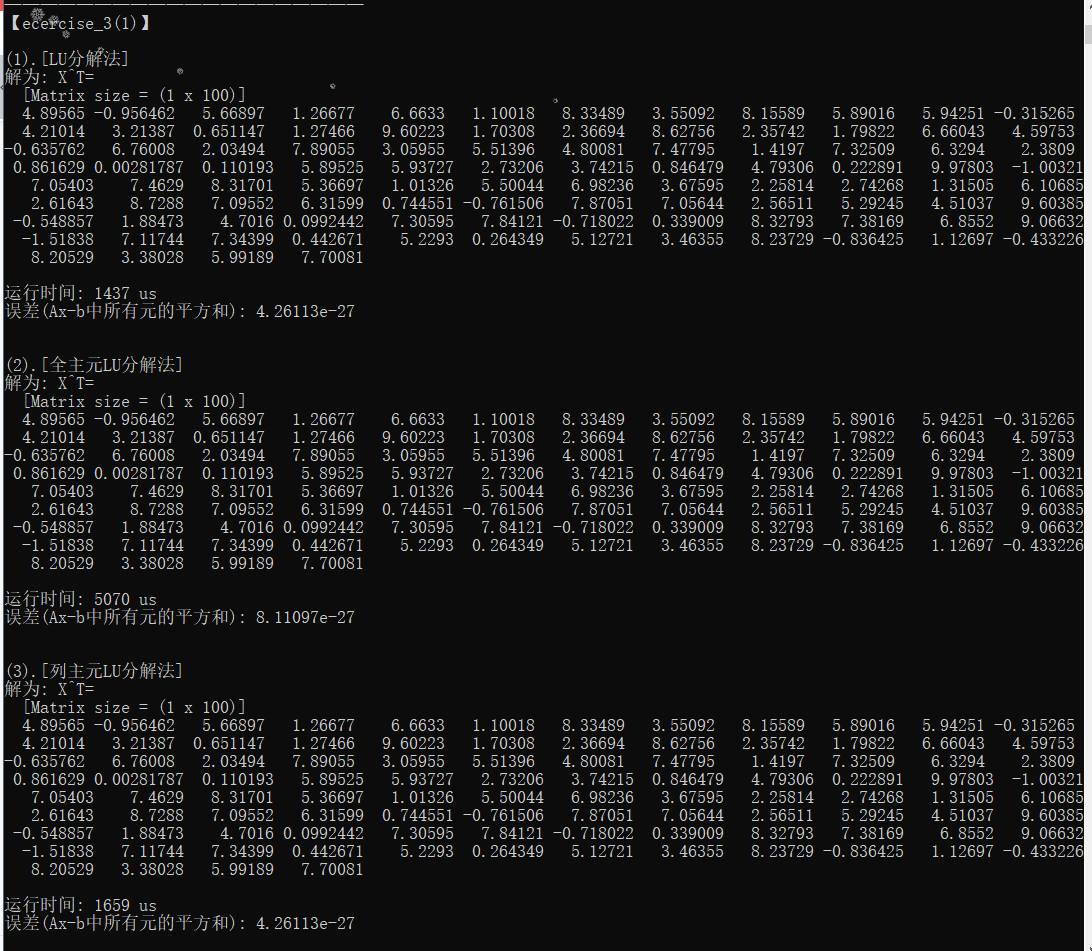 【ecercise_3(1)】
(1).[LU分解法]
解为: X^T=
[Matrix size = (1 x 100)]
4.89565 -0.956462 5.66897 1.26677 6.6633 1.10018 8.33489 3.55092 8.15589 5.89016 5.94251 -0.315265
4.21014 3.21387 0.651147 1.27466 9.60223 1.70308 2.36694 8.62756 2.35742 1.79822 6.66043 4.59753
-0.635762 6.76008 2.03494 7.89055 3.05955 5.51396 4.80081 7.47795 1.4197 7.32509 6.3294 2.3809
0.861629 0.00281787 0.110193 5.89525 5.93727 2.73206 3.74215 0.846479 4.79306 0.222891 9.97803 -1.00321
7.05403 7.4629 8.31701 5.36697 1.01326 5.50044 6.98236 3.67595 2.25814 2.74268 1.31505 6.10685
2.61643 8.7288 7.09552 6.31599 0.744551 -0.761506 7.87051 7.05644 2.56511 5.29245 4.51037 9.60385
-0.548857 1.88473 4.7016 0.0992442 7.30595 7.84121 -0.718022 0.339009 8.32793 7.38169 6.8552 9.06632
-1.51838 7.11744 7.34399 0.442671 5.2293 0.264349 5.12721 3.46355 8.23729 -0.836425 1.12697 -0.433226
8.20529 3.38028 5.99189 7.70081
运行时间: 1437 us
误差(Ax-b中所有元的平方和): 4.26113e-27
(2).[全主元LU分解法]
解为: X^T=
[Matrix size = (1 x 100)]
4.89565 -0.956462 5.66897 1.26677 6.6633 1.10018 8.33489 3.55092 8.15589 5.89016 5.94251 -0.315265
4.21014 3.21387 0.651147 1.27466 9.60223 1.70308 2.36694 8.62756 2.35742 1.79822 6.66043 4.59753
-0.635762 6.76008 2.03494 7.89055 3.05955 5.51396 4.80081 7.47795 1.4197 7.32509 6.3294 2.3809
0.861629 0.00281787 0.110193 5.89525 5.93727 2.73206 3.74215 0.846479 4.79306 0.222891 9.97803 -1.00321
7.05403 7.4629 8.31701 5.36697 1.01326 5.50044 6.98236 3.67595 2.25814 2.74268 1.31505 6.10685
2.61643 8.7288 7.09552 6.31599 0.744551 -0.761506 7.87051 7.05644 2.56511 5.29245 4.51037 9.60385
-0.548857 1.88473 4.7016 0.0992442 7.30595 7.84121 -0.718022 0.339009 8.32793 7.38169 6.8552 9.06632
-1.51838 7.11744 7.34399 0.442671 5.2293 0.264349 5.12721 3.46355 8.23729 -0.836425 1.12697 -0.433226
8.20529 3.38028 5.99189 7.70081
运行时间: 5070 us
误差(Ax-b中所有元的平方和): 8.11097e-27
(3).[列主元LU分解法]
解为: X^T=
[Matrix size = (1 x 100)]
4.89565 -0.956462 5.66897 1.26677 6.6633 1.10018 8.33489 3.55092 8.15589 5.89016 5.94251 -0.315265
4.21014 3.21387 0.651147 1.27466 9.60223 1.70308 2.36694 8.62756 2.35742 1.79822 6.66043 4.59753
-0.635762 6.76008 2.03494 7.89055 3.05955 5.51396 4.80081 7.47795 1.4197 7.32509 6.3294 2.3809
0.861629 0.00281787 0.110193 5.89525 5.93727 2.73206 3.74215 0.846479 4.79306 0.222891 9.97803 -1.00321
7.05403 7.4629 8.31701 5.36697 1.01326 5.50044 6.98236 3.67595 2.25814 2.74268 1.31505 6.10685
2.61643 8.7288 7.09552 6.31599 0.744551 -0.761506 7.87051 7.05644 2.56511 5.29245 4.51037 9.60385
-0.548857 1.88473 4.7016 0.0992442 7.30595 7.84121 -0.718022 0.339009 8.32793 7.38169 6.8552 9.06632
-1.51838 7.11744 7.34399 0.442671 5.2293 0.264349 5.12721 3.46355 8.23729 -0.836425 1.12697 -0.433226
8.20529 3.38028 5.99189 7.70081
运行时间: 1659 us
误差(Ax-b中所有元的平方和): 4.26113e-27